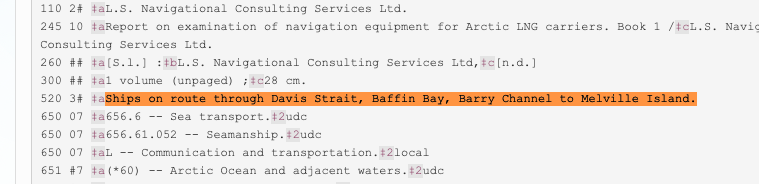 110 2# ‡aL.S. Navigational Consulting Services Ltd.
245 10 ‡aReport on examination of navigation equipment for Arctic LNG carriers. Book 1 /‡cL.S.
Consulting Services Ltd.
260 ## ‡a[S.l.] :‡bL.S. Navigational Consulting Services Ltd,‡c[n.d.]
300 ## ‡a1 volume (unpaged) ;‡c28 cm.
520 3# ‡aShips on route through Davis Strait, Baffin Bay, Barry Channel to Melville Island.
650 07 ‡a656.6 -- Sea transport.‡2udc
650 07 ‡a656.61.052 -- Seamanship.‡2udc
650 07 ‡aL -- Communication and transportation.‡2local
651 #7 ‡a(*60) -- Arctic Ocean and adjacent waters.‡2udc